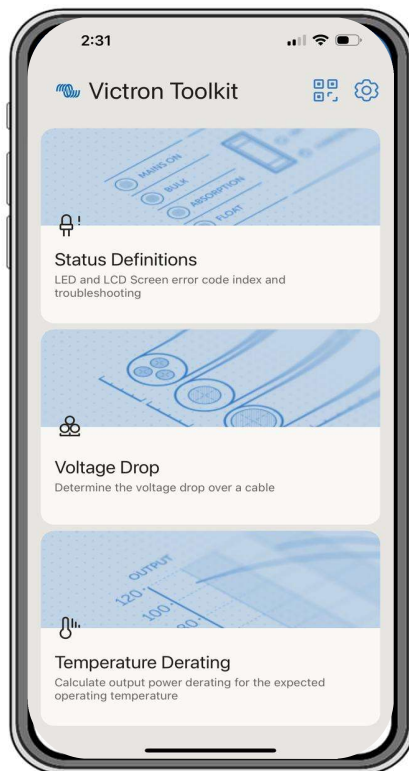 2:31
Victron Toolkit
MAINS ON
BULK
ABSORPTION
FLOAT
Status Definitions
LED and LCD Screen error code index and
troubleshooting
Voltage Drop
Determine the voltage drop over a cable
OUTPUT
120
100
80
Temperature Derating
Calculate output power derating for the expected
operating temperature